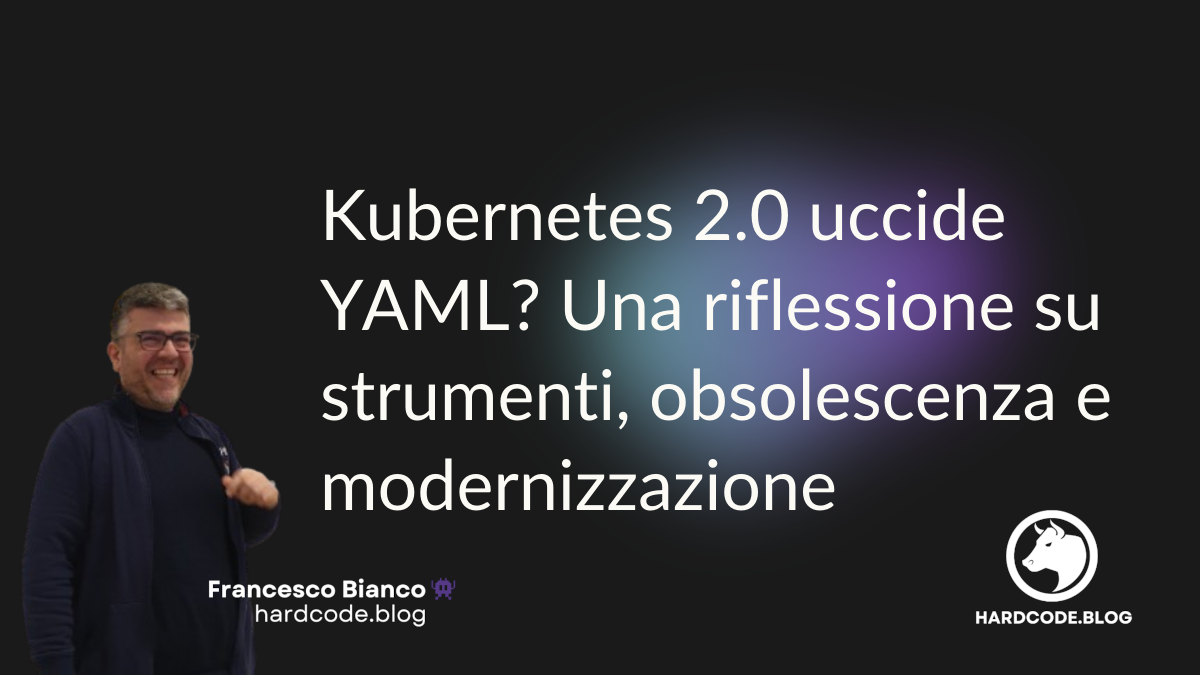 Kubernetes 2.0 uccide
YAML? Una riflessione su
strumenti, obsolescenza e
modernizzazione
Francesco Bianco
hardcode.blog
HARDCODE.BLOG